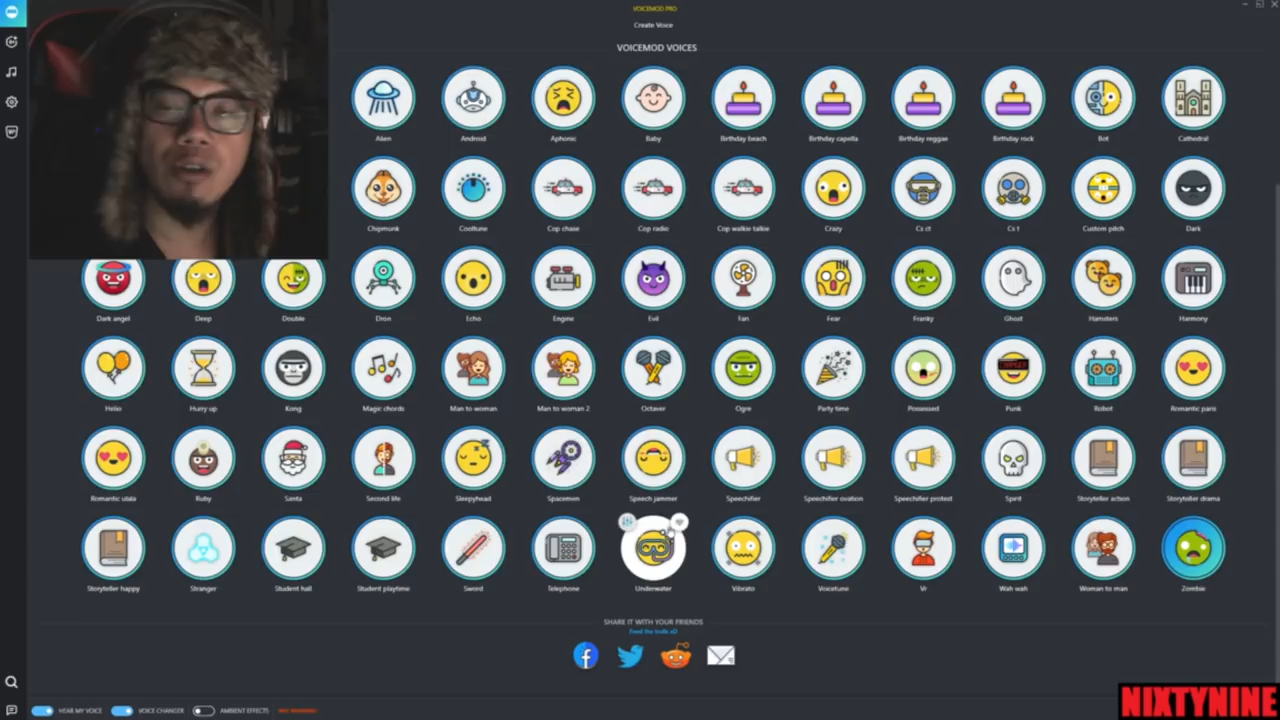 VOICEMOD PRO
Create Voice
VOICEMOD VOICES
Alien Android Aphonic Baby Birthday beach Birthday capella Birthday reggae Birthday rock Bot Cathedral
Chipmunk Cooltune Cop chase Cop radio Cop walkie talkie Crazy Cs ct Cs t Custom pitch Dark
Dark angel Deep Double Dron Echo Engine Evil Fan Fear Franky Ghost Hamsters Harmony
Helio Hurry up Kong Magic chords Man to woman Man to woman 2 Octaver Ogre Party time Possessed Punk Robot Romantic paris
Romantic ulala Ruby Santa Second life Sleepyhead Spacemen Speech jammer Speechifier Speechifier ovation Speechifier protest Spirit Storyteller action Storyteller drama
Storyteller happy Stranger Student hall Student playtime Sword Telephone Underwater Vibrato Voicetune Vr Wah wah Woman to man Zombie
SHARE IT WITH YOUR FRIENDS
Feed the trolls xD
HEAR MY VOICE VOICE CHANGER AMBIENT EFFECTS
NIXTYNINE